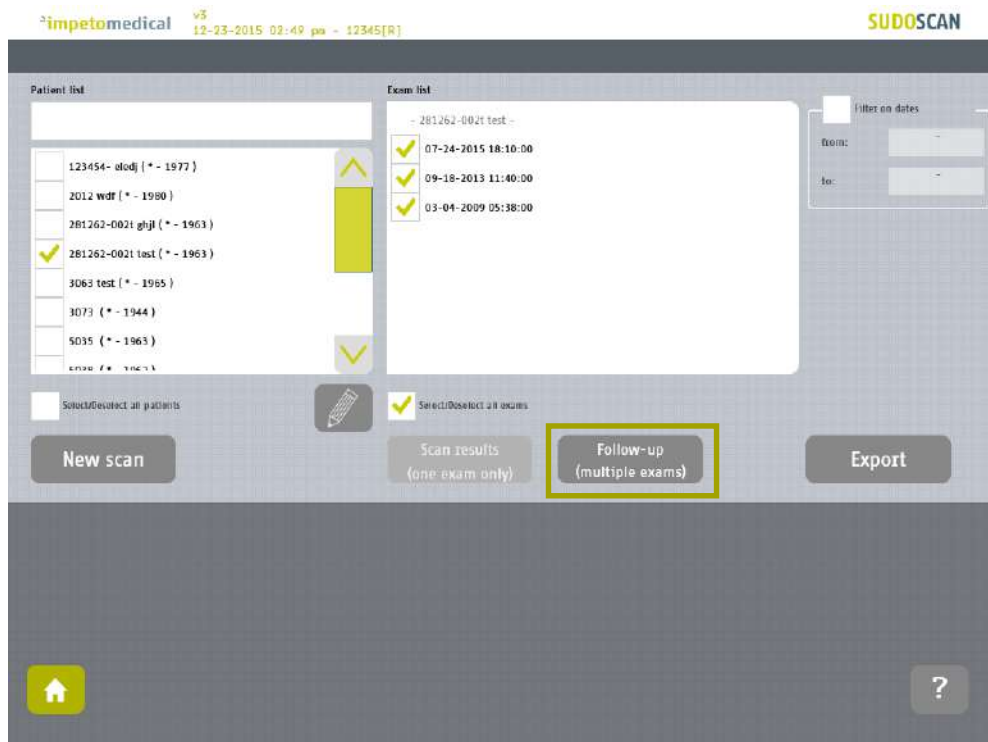 impetomedical
v3
12-23-2015 02:49 pm - 12345[R]
SUDOSCAN
Patient list
Exam list
- 281262-002t test -
Filter on dates
07-24-2015 18:10:00
from: -
123454- elodj ( * - 1977 )
09-18-2013 11:40:00
to: -
2012 wdf ( * - 1980 )
03-04-2009 05:38:00
281262-002t ghjl ( * - 1963 )
281262-002t test ( * - 1963 )
3063 test ( * - 1965 )
3073 ( * - 1944 )
5035 ( * - 1963 )
Select/Deselect all patients
Select/Deselect all exams
New scan
Scan results
(one exam only)
Follow-up
(multiple exams)
Export
?